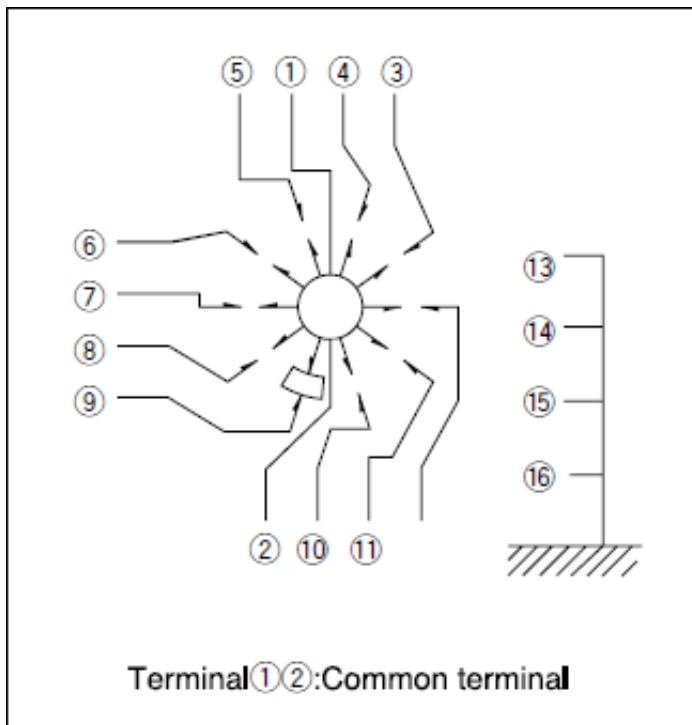 ⑤ ① ④ ③
⑥
⑦
⑧
⑨
⑬
⑭
⑮
⑯
② ⑩ ⑪
Terminal①②:Common terminal